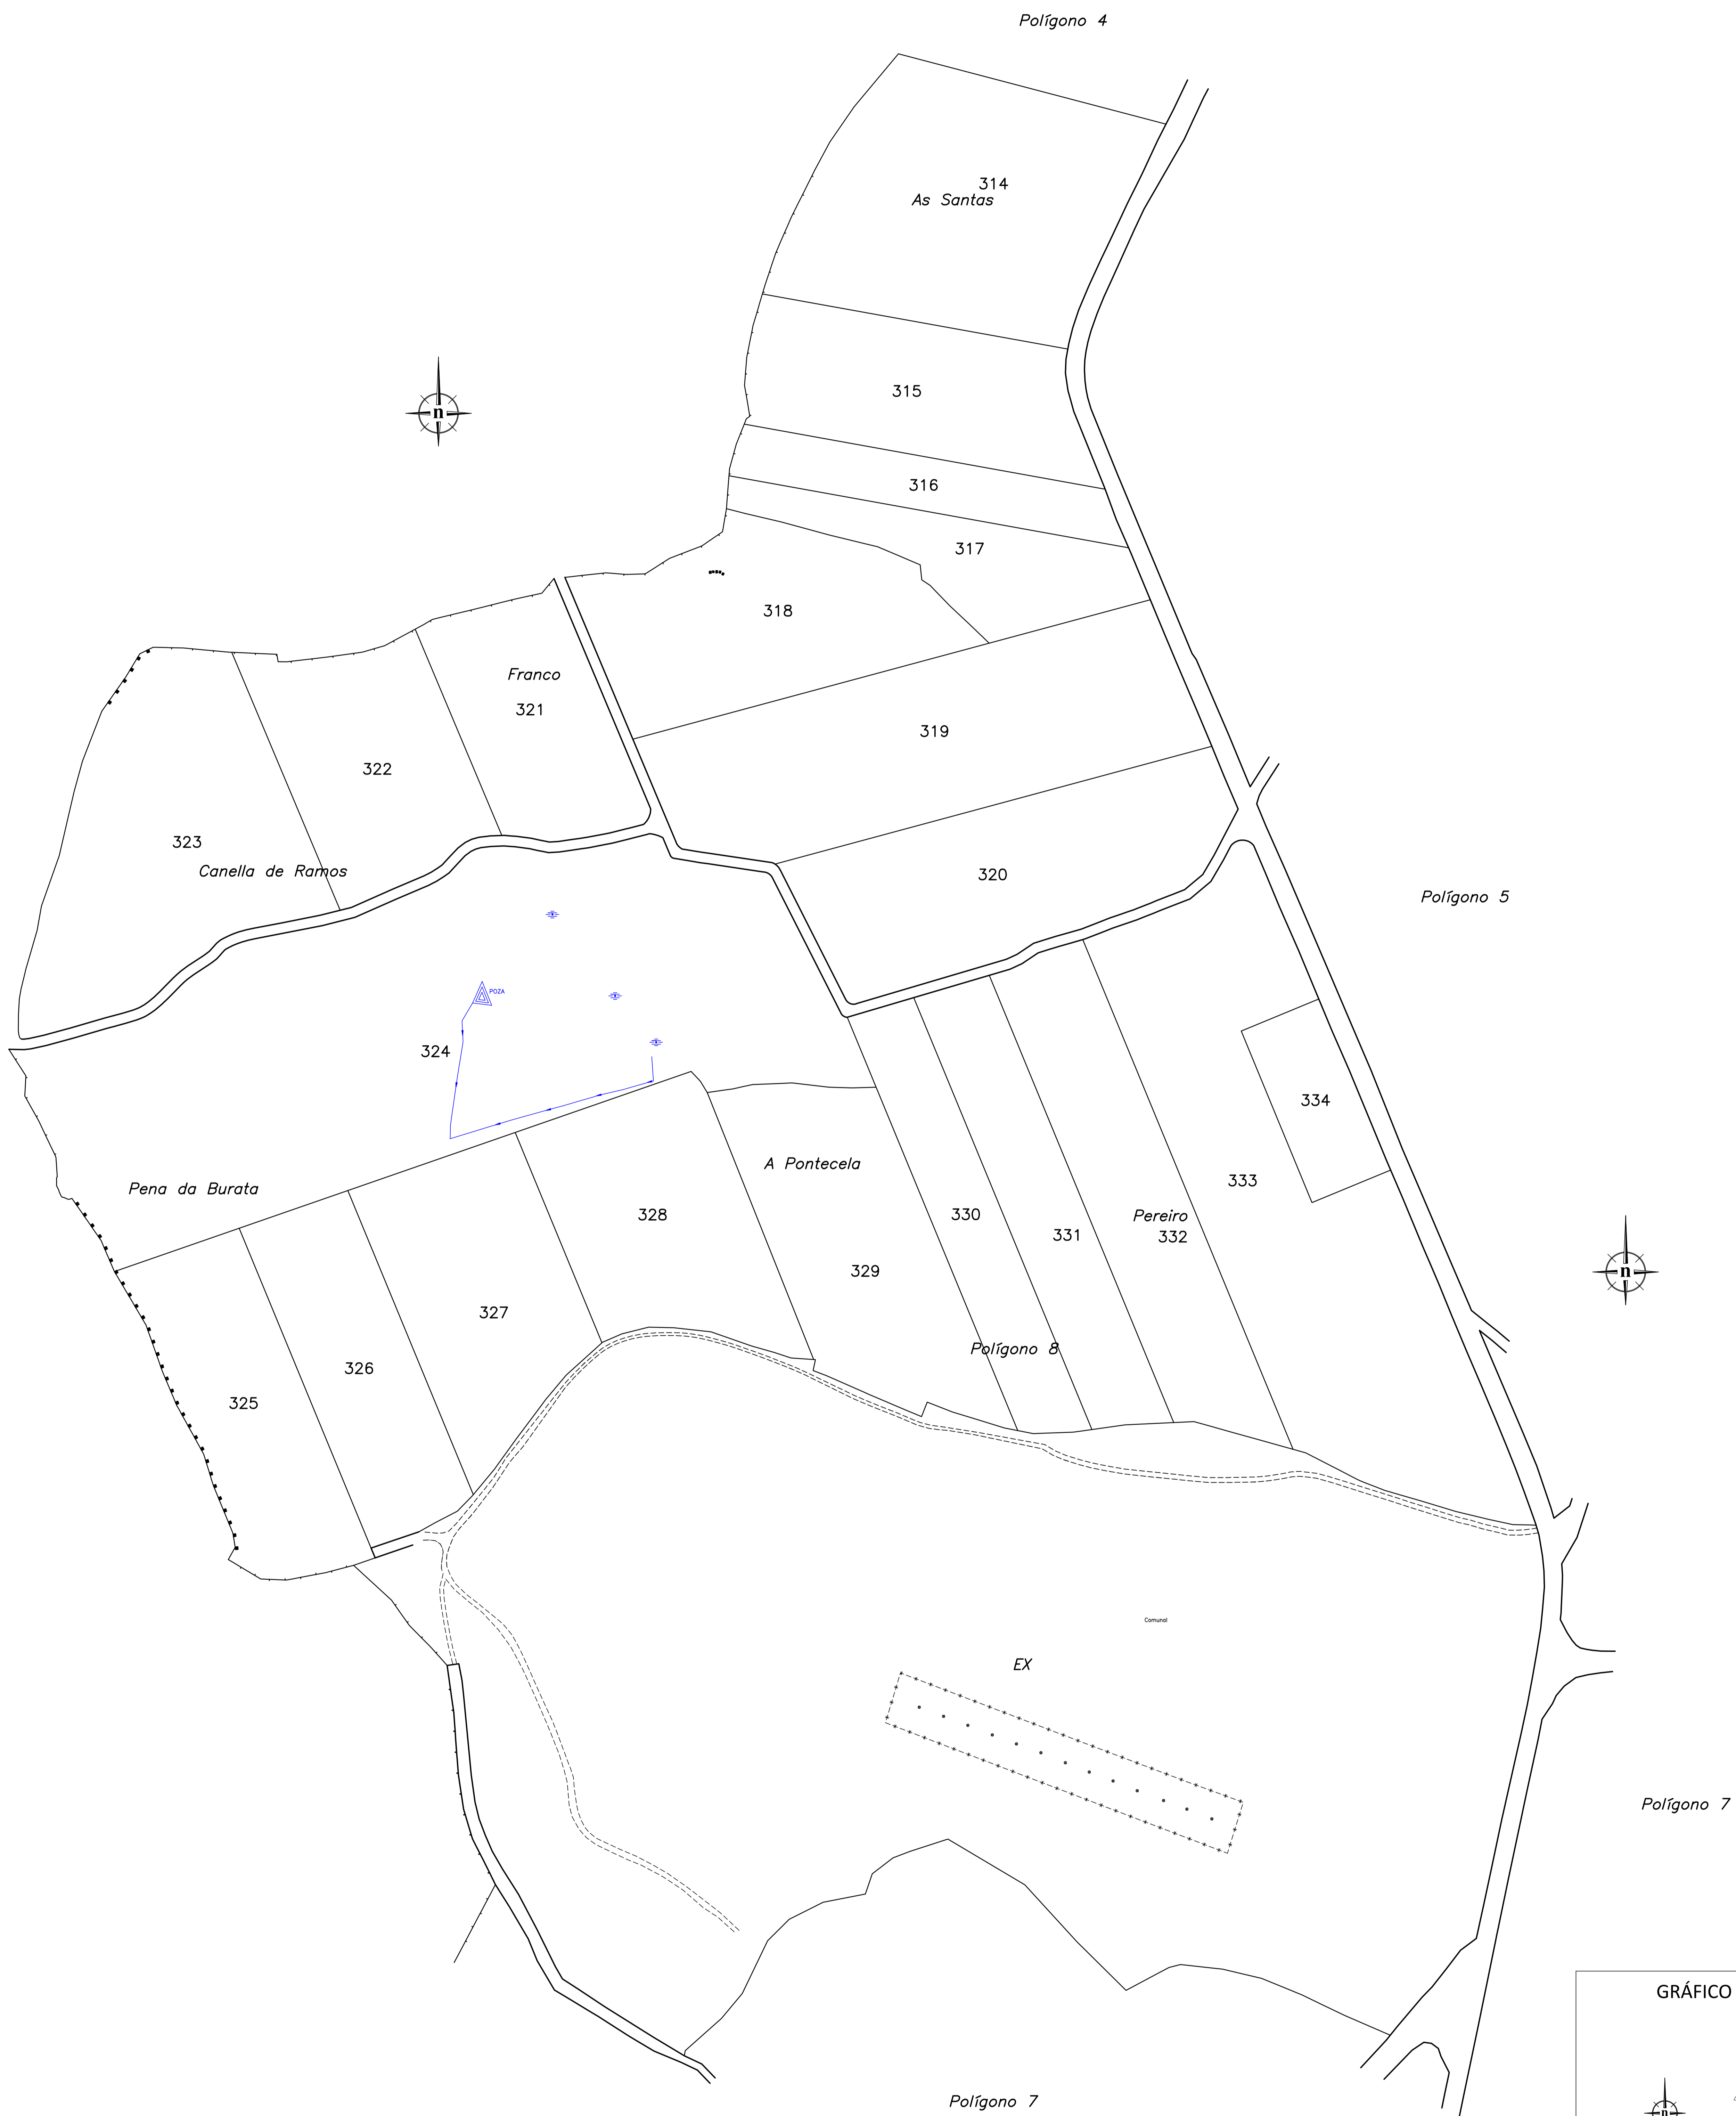 Polígono 4
314
As Santas
315
n
316
317
318
Franco
321
319
322
323
Canella de Ramos
320
Polígono 5
POZA
324
334
A Pontecela
333
Pena da Burata
328
330
Pereiro
331
332
329
n
327
Polígono 8
326
325
Comunal
EX
Polígono 7
GRÁFICO
Polígono 7
n